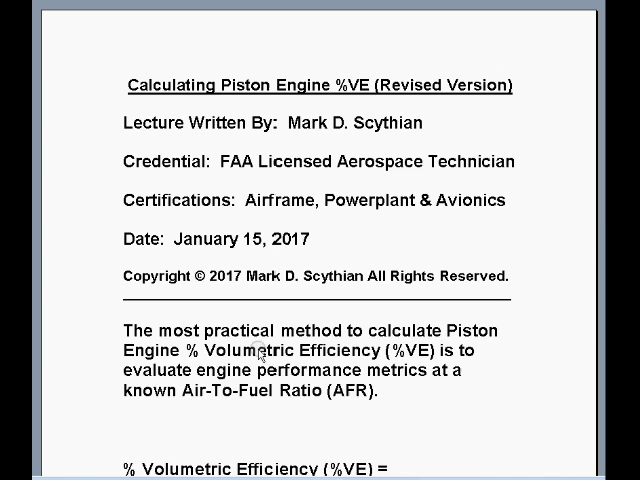 Calculating Piston Engine %VE (Revised Version)
Lecture Written By: Mark D. Scythian
Credential: FAA Licensed Aerospace Technician
Certifications: Airframe, Powerplant & Avionics
Date: January 15, 2017
Copyright © 2017 Mark D. Scythian All Rights Reserved.
The most practical method to calculate Piston
Engine % Volumetric Efficiency (%VE) is to
evaluate engine performance metrics at a
known Air-To-Fuel Ratio (AFR).
% Volumetric Efficiency (%VE) =